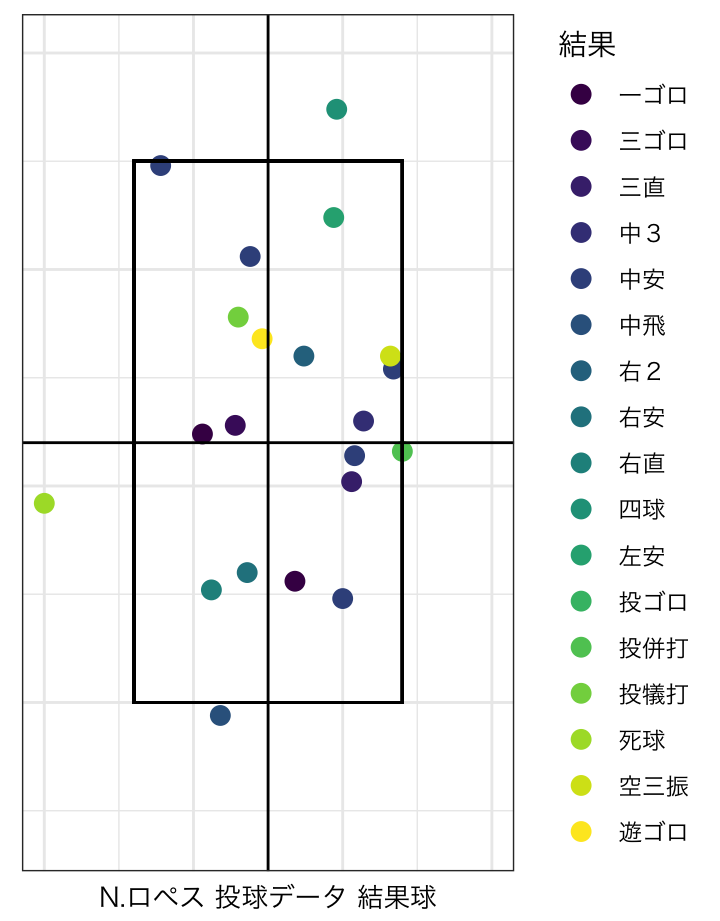 結果
一ゴロ
三ゴロ
三直
中３
中安
中飛
右２
右安
右直
四球
左安
投ゴロ
投併打
投犠打
死球
空三振
遊ゴロ
N.ロペス 投球データ 結果球